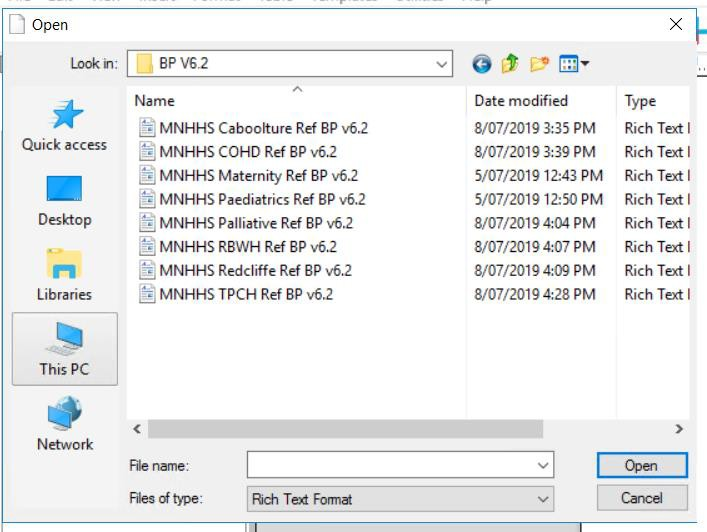 Open
Look in: BP V6.2
Name Date modified Type
Quick access
Desktop
Libraries
This PC
Network
MNHHS Caboolture Ref BP v6.2 8/07/2019 3:35 PM Rich Text
MNHHS COHD Ref BP v6.2 8/07/2019 3:39 PM Rich Text
MNHHS Maternity Ref BP v6.2 5/07/2019 12:43 PM Rich Text
MNHHS Paediatrics Ref BP v6.2 5/07/2019 12:50 PM Rich Text
MNHHS Palliative Ref BP v6.2 8/07/2019 4:04 PM Rich Text
MNHHS RBWH Ref BP v6.2 8/07/2019 4:07 PM Rich Text
MNHHS Redcliffe Ref BP v6.2 8/07/2019 4:09 PM Rich Text
MNHHS TPCH Ref BP v6.2 8/07/2019 4:28 PM Rich Text
File name: Open
Files of type: Rich Text Format Cancel